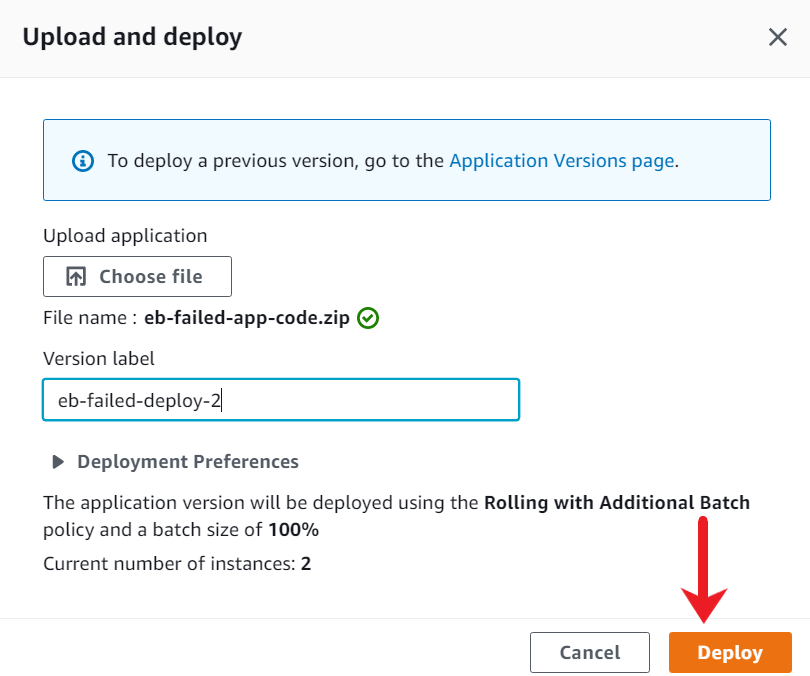 Upload and deploy
To deploy a previous version, go to the Application Versions page.
Upload application
Choose file
File name : eb-failed-app-code.zip
Version label
eb-failed-deploy-2
Deployment Preferences
The application version will be deployed using the Rolling with Additional Batch
policy and a batch size of 100%
Current number of instances: 2
Cancel
Deploy